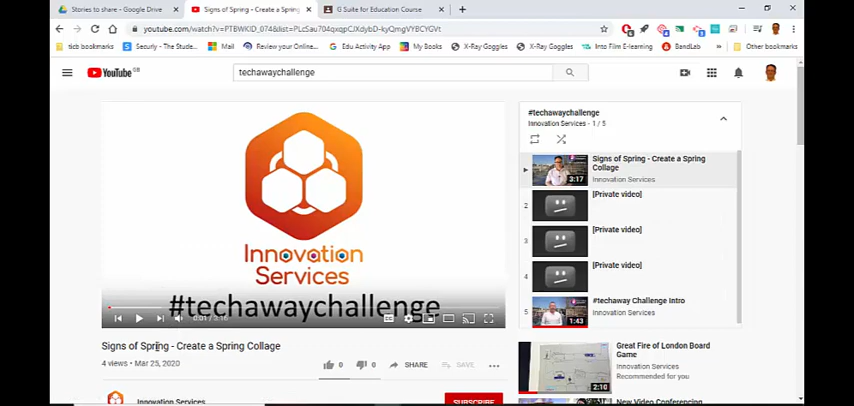 Stories to share - Google Drive
Signs of Spring - Create a Spring
G Suite for Education Course
youtube.com/watch?v=PTBWKID_074&list=PLcSau704qxqpCJXdybD-kyQmgVYBCYgVt
ticb bookmarks
Securly - The Stude...
Mail
Review your Online...
Edu Activity App
My Books
X-Ray Goggles
X-Ray Goggles
Into Film E-learning
BandLab
Other bookmarks
YouTube GB
techawaychallenge
Innovation
Services
#techawaychallenge
0:01 / 3:16
Signs of Spring - Create a Spring Collage
4 views • Mar 25, 2020
0
0
SHARE
SAVE
Innovation Services
SUBSCRIBE
#techawaychallenge
Innovation Services - 1 / 5
Signs of Spring - Create a Spring
Collage
Innovation Services
3:17
2
[Private video]
3
[Private video]
4
[Private video]
5
#techaway Challenge Intro
Innovation Services
1:43
Great Fire of London Board
Game
Innovation Services
Recommended for you
2:10
New Video Conferencing